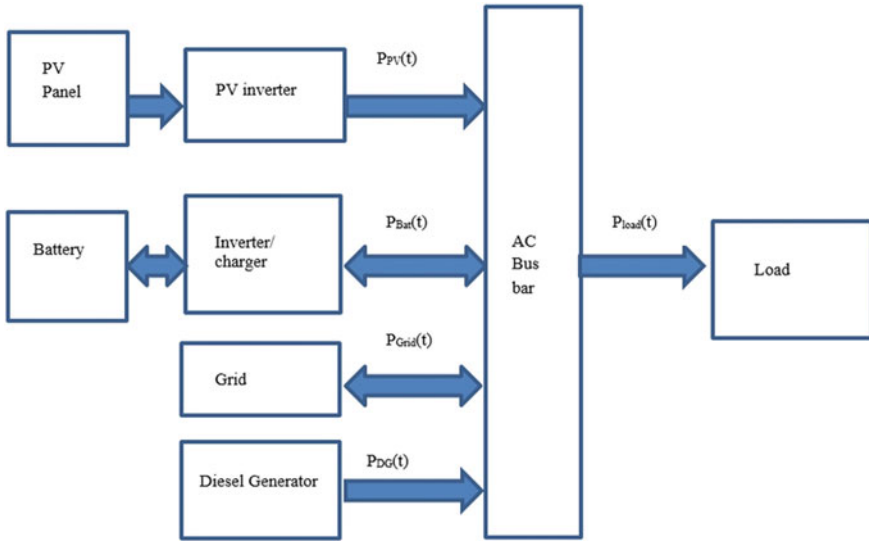 PV
Panel
PV inverter
PPV(t)
Battery
Inverter/
charger
PBat(t)
AC
Bus
bar
Pload(t)
Load
Grid
PGrid(t)
Diesel Generator
PDG(t)